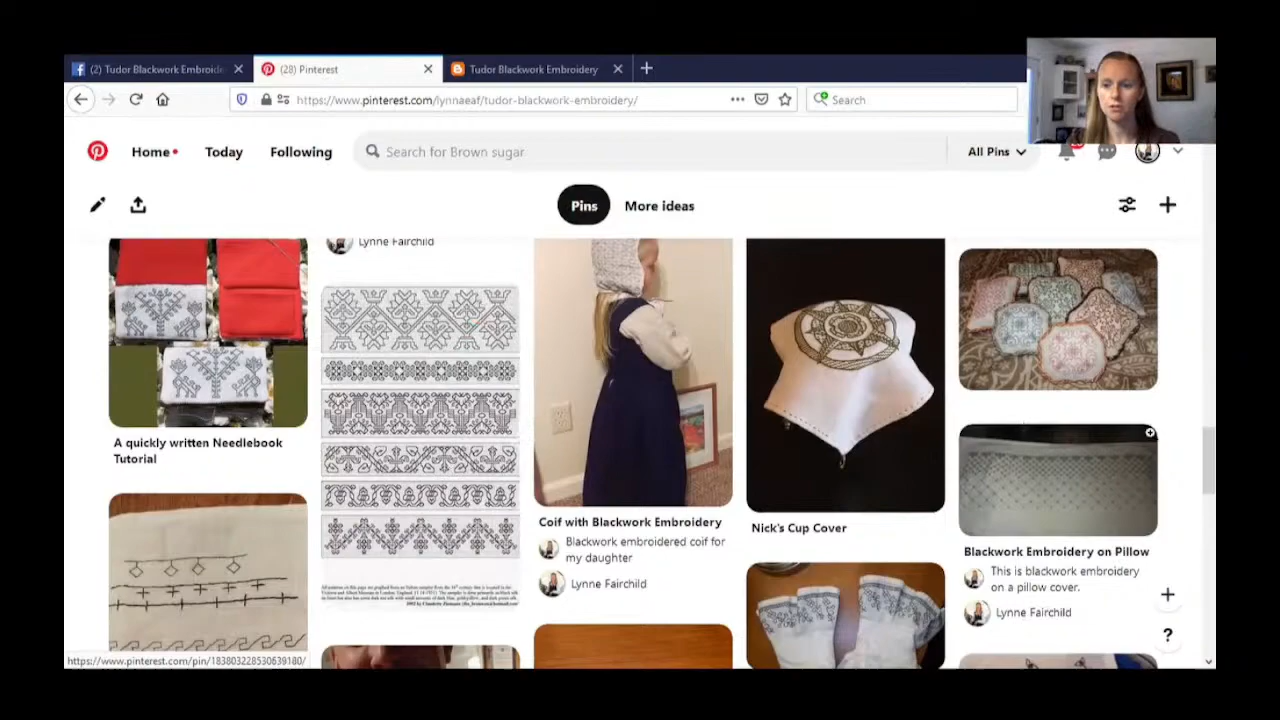 (2) Tudor Blackwork Embroide
(28) Pinterest
Tudor Blackwork Embroidery
https://www.pinterest.com/lynnaeaf/tudor-blackwork-embroidery/
Search
Home
Today
Following
Search for Brown sugar
All Pins
Pins
More ideas
Lynne Fairchild
A quickly written Needlebook
Tutorial
Coif with Blackwork Embroidery
Blackwork embroidered coif for
my daughter
Lynne Fairchild
Nick's Cup Cover
Blackwork Embroidery on Pillow
This is blackwork embroidery
on a pillow cover.
Lynne Fairchild
?
https://www.pinterest.com/pin/183803228530639180/